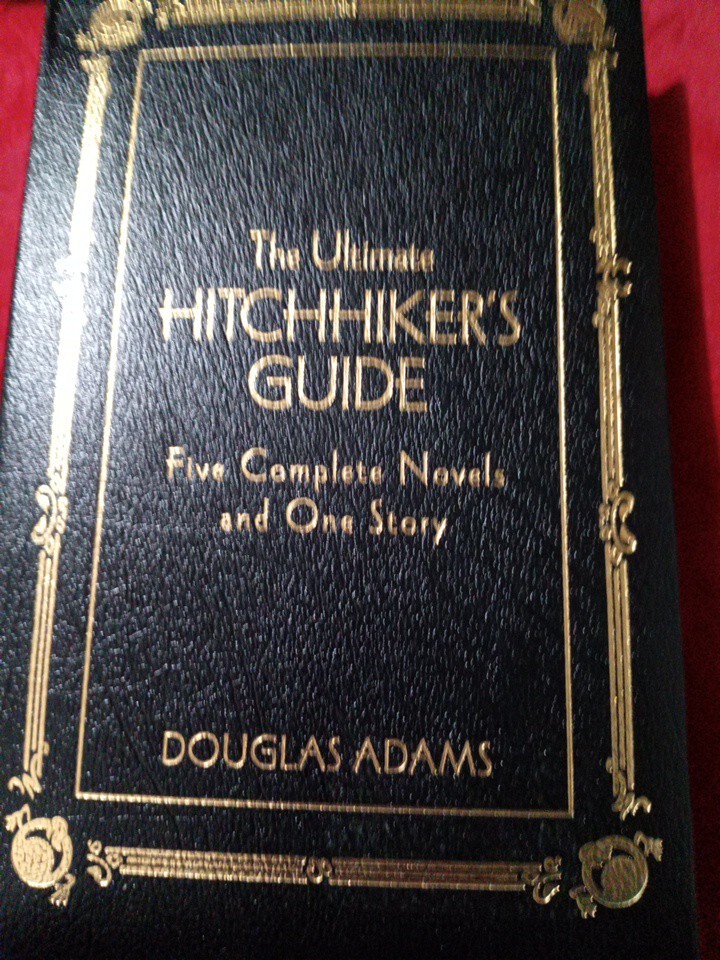 The Ultimate
HITCHHIKER'S
GUIDE
Five Complete Novels
and One Story
DOUGLAS ADAMS